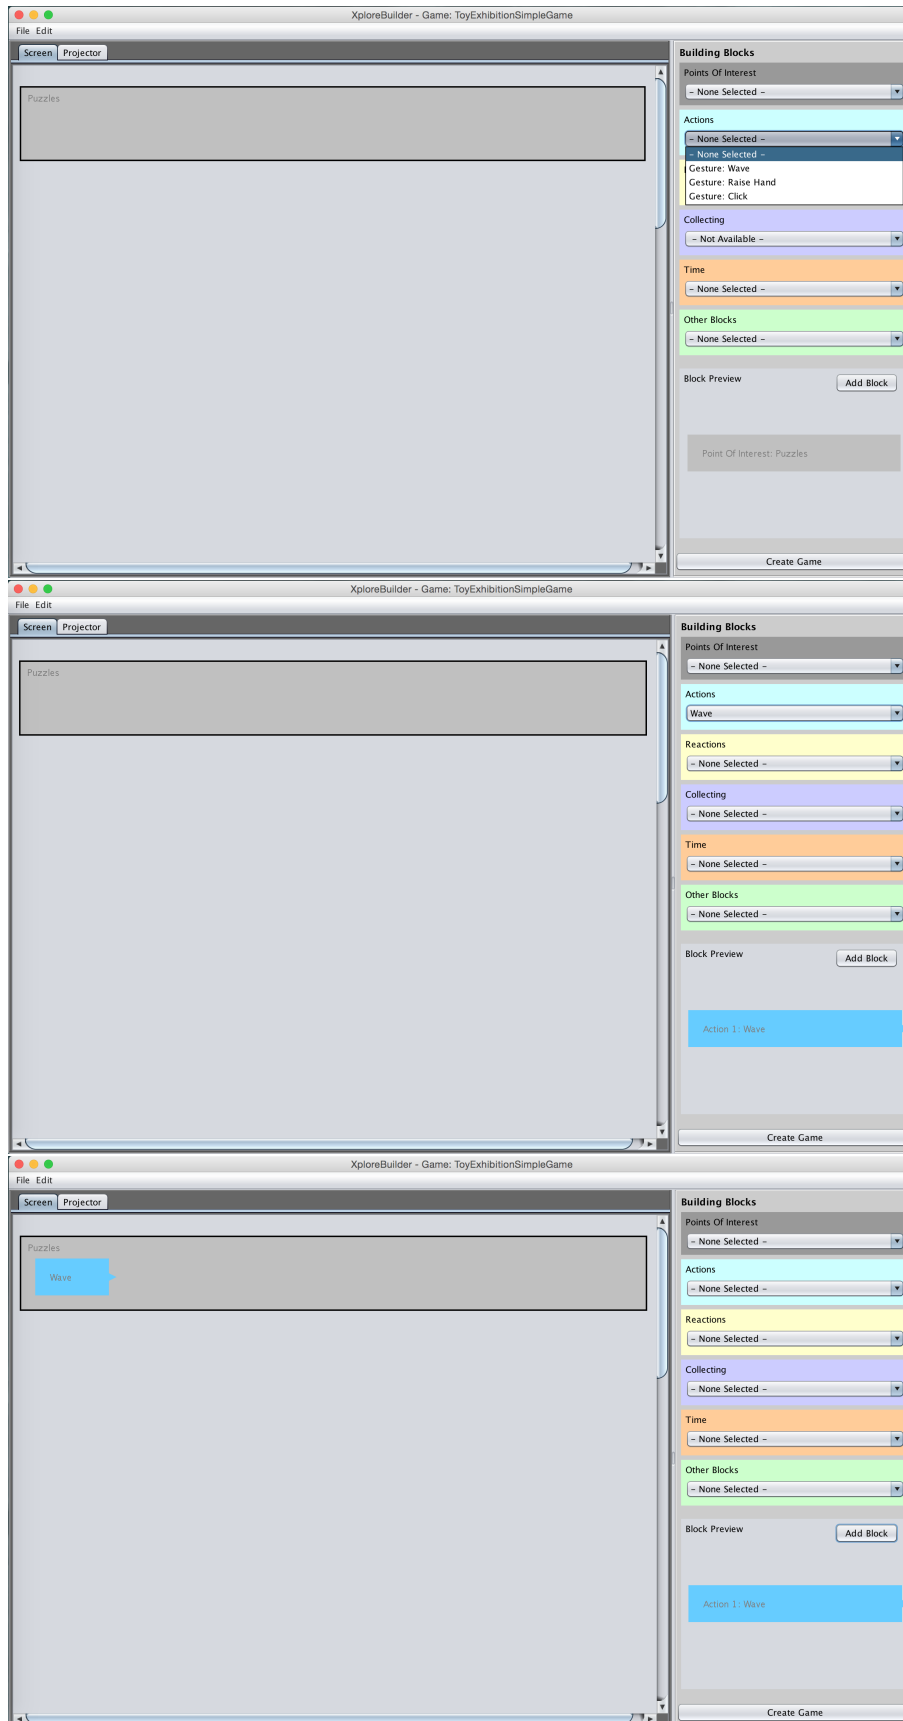 XploreBuilder - Game: ToyExhibitionSimpleGame
File Edit
Screen Projector
Puzzles
Building Blocks
Points Of Interest
- None Selected -
Actions
- None Selected -
- None Selected -
Gesture: Wave
Gesture: Raise Hand
Gesture: Click
Collecting
- Not Available -
Time
- None Selected -
Other Blocks
- None Selected -
Block Preview
Add Block
Point Of Interest: Puzzles
Create Game
XploreBuilder - Game: ToyExhibitionSimpleGame
File Edit
Screen Projector
Puzzles
Building Blocks
Points Of Interest
- None Selected -
Actions
Wave
Reactions
- None Selected -
Collecting
- None Selected -
Time
- None Selected -
Other Blocks
- None Selected -
Block Preview
Add Block
Action 1: Wave
Create Game
XploreBuilder - Game: ToyExhibitionSimpleGame
File Edit
Screen Projector
Puzzles
Wave
Building Blocks
Points Of Interest
- None Selected -
Actions
- None Selected -
Reactions
- None Selected -
Collecting
- None Selected -
Time
- None Selected -
Other Blocks
- None Selected -
Block Preview
Add Block
Action 1: Wave
Create Game